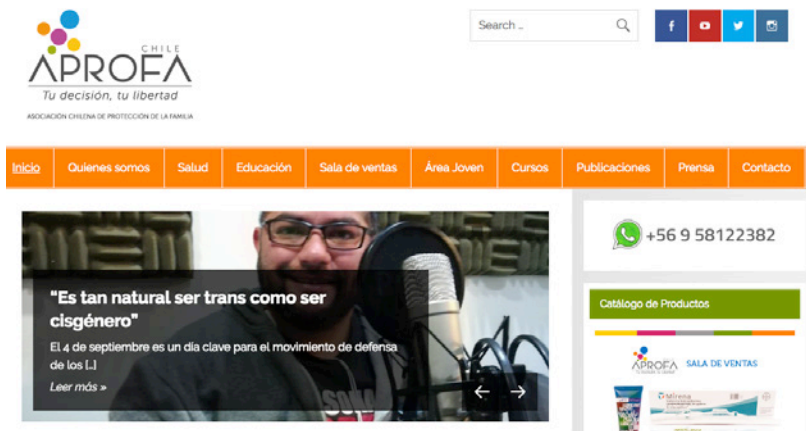 Search ...
CHILE
APROFA
Tu decisión, tu libertad
ASOCIACIÓN CHILENA DE PROTECCIÓN DE LA FAMILIA
Inicio Quienes somos Salud Educación Sala de ventas Área Joven Cursos Publicaciones Prensa Contacto
+56 9 58122382
"Es tan natural ser trans como ser
cisgénero"
El 4 de septiembre es un día clave para el movimiento de defensa
de los [...]
Leer más »
Catálogo de Productos
APROFA SALA DE VENTAS
Mirena